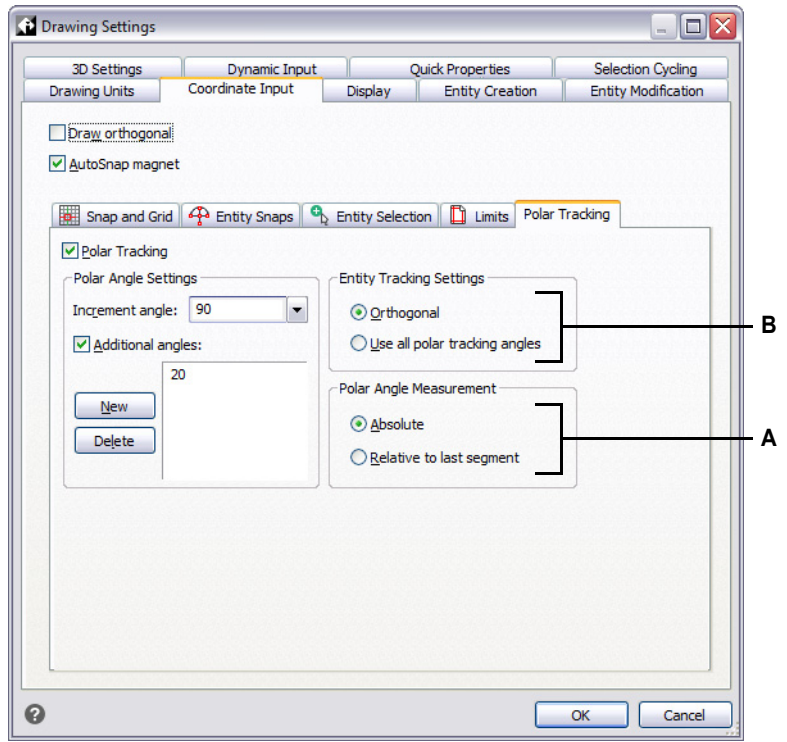 Drawing Settings
3D Settings Dynamic Input Quick Properties Selection Cycling
Drawing Units Coordinate Input Display Entity Creation Entity Modification
Draw orthogonal
AutoSnap magnet
Snap and Grid Entity Snaps Entity Selection Limits Polar Tracking
Polar Tracking
Polar Angle Settings
Increment angle: 90
Additional angles:
20
New
Delete
Entity Tracking Settings
Orthogonal
Use all polar tracking angles
B
Polar Angle Measurement
Absolute
Relative to last segment
A
?
OK Cancel